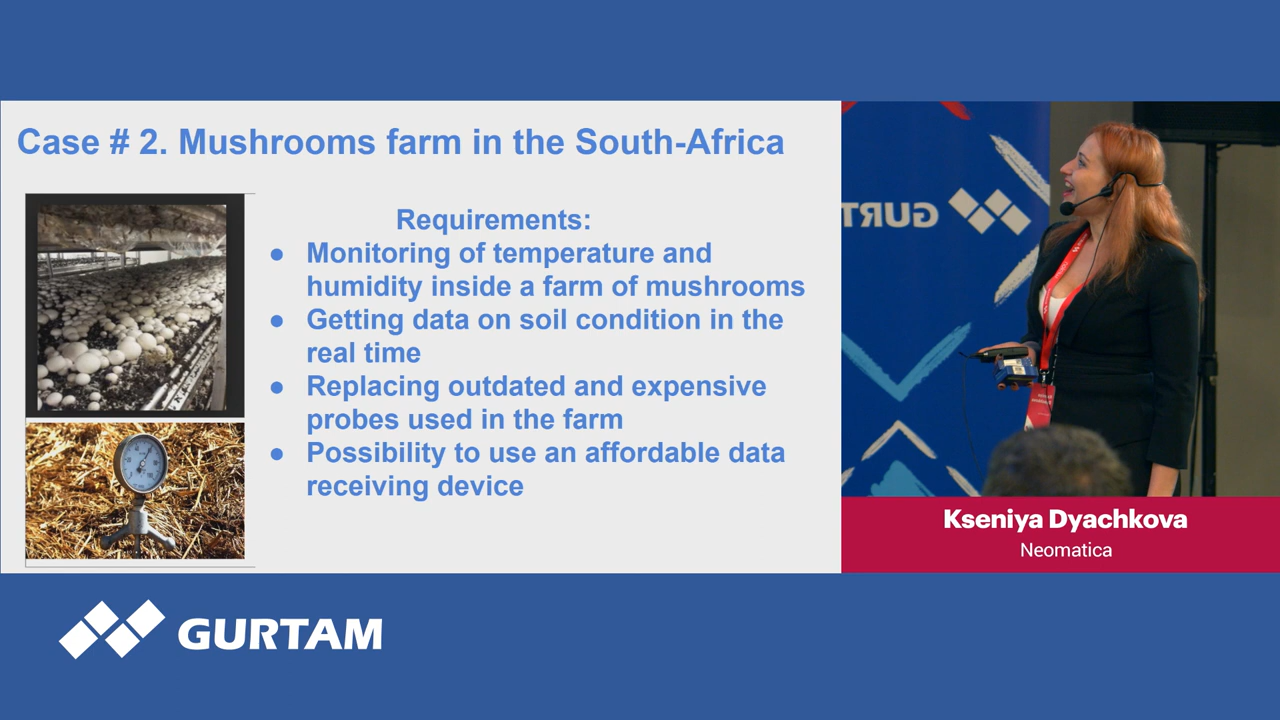 Case # 2. Mushrooms farm in the South-Africa
Requirements:
● Monitoring of temperature and
humidity inside a farm of mushrooms
● Getting data on soil condition in the
real time
● Replacing outdated and expensive
probes used in the farm
● Possibility to use an affordable data
receiving device
GURT
Kseniya Dyachkova
Neomatica
GURTAM